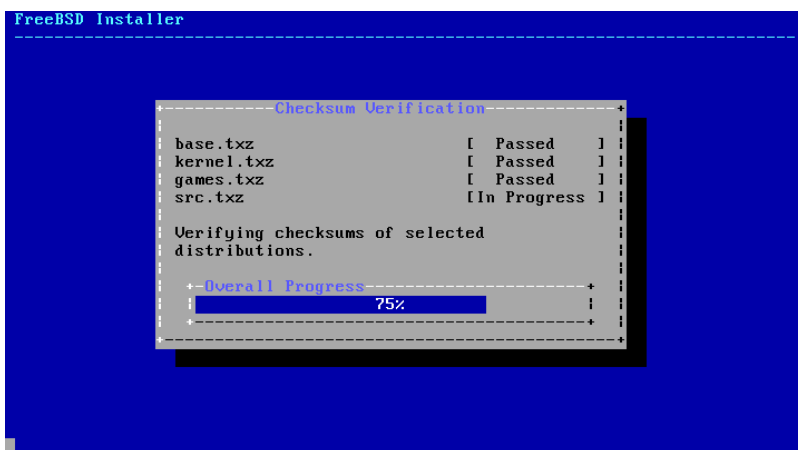 FreeBSD Installer
Checksum Verification
base.txz [ Passed ]
kernel.txz [ Passed ]
games.txz [ Passed ]
src.txz [In Progress ]
Verifying checksums of selected
distributions.
Overall Progress
75%